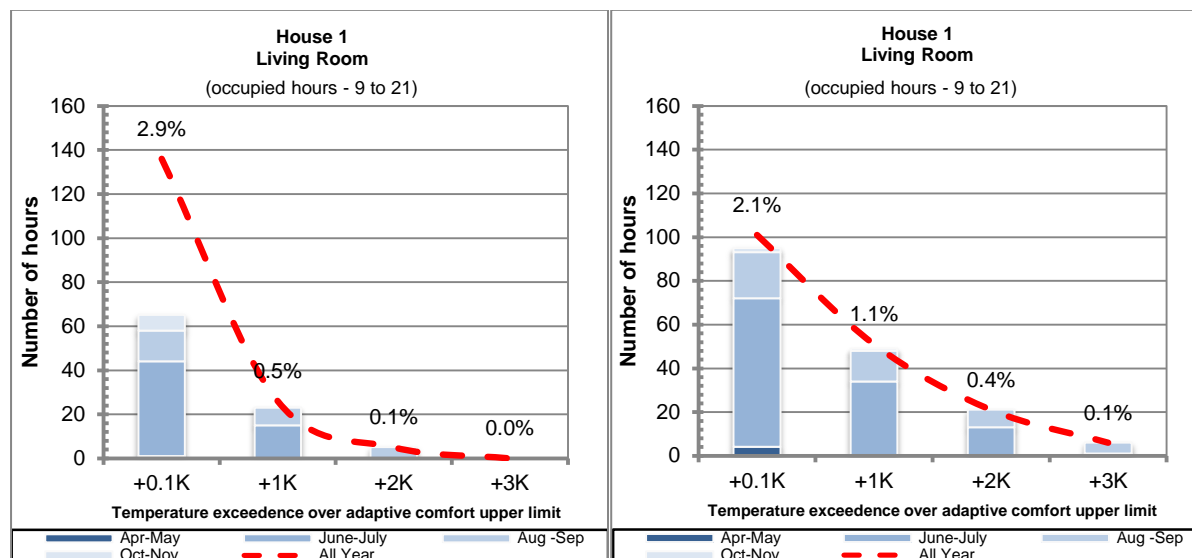 House 1
Living Room
(occupied hours - 9 to 21)
Number of hours
160
140
120
100
80
60
40
20
0
2.9%
0.5%
0.1%
0.0%
+0.1K +1K +2K +3K
Temperature exceedence over adaptive comfort upper limit
Apr-May June-July Aug -Sep
Oct-Nov All Year
House 1
Living Room
(occupied hours - 9 to 21)
Number of hours
160
140
120
100
80
60
40
20
0
2.1%
1.1%
0.4%
0.1%
+0.1K +1K +2K +3K
Temperature exceedence over adaptive comfort upper limit
Apr-May June-July Aug-Sep
Oct-Nov All Year